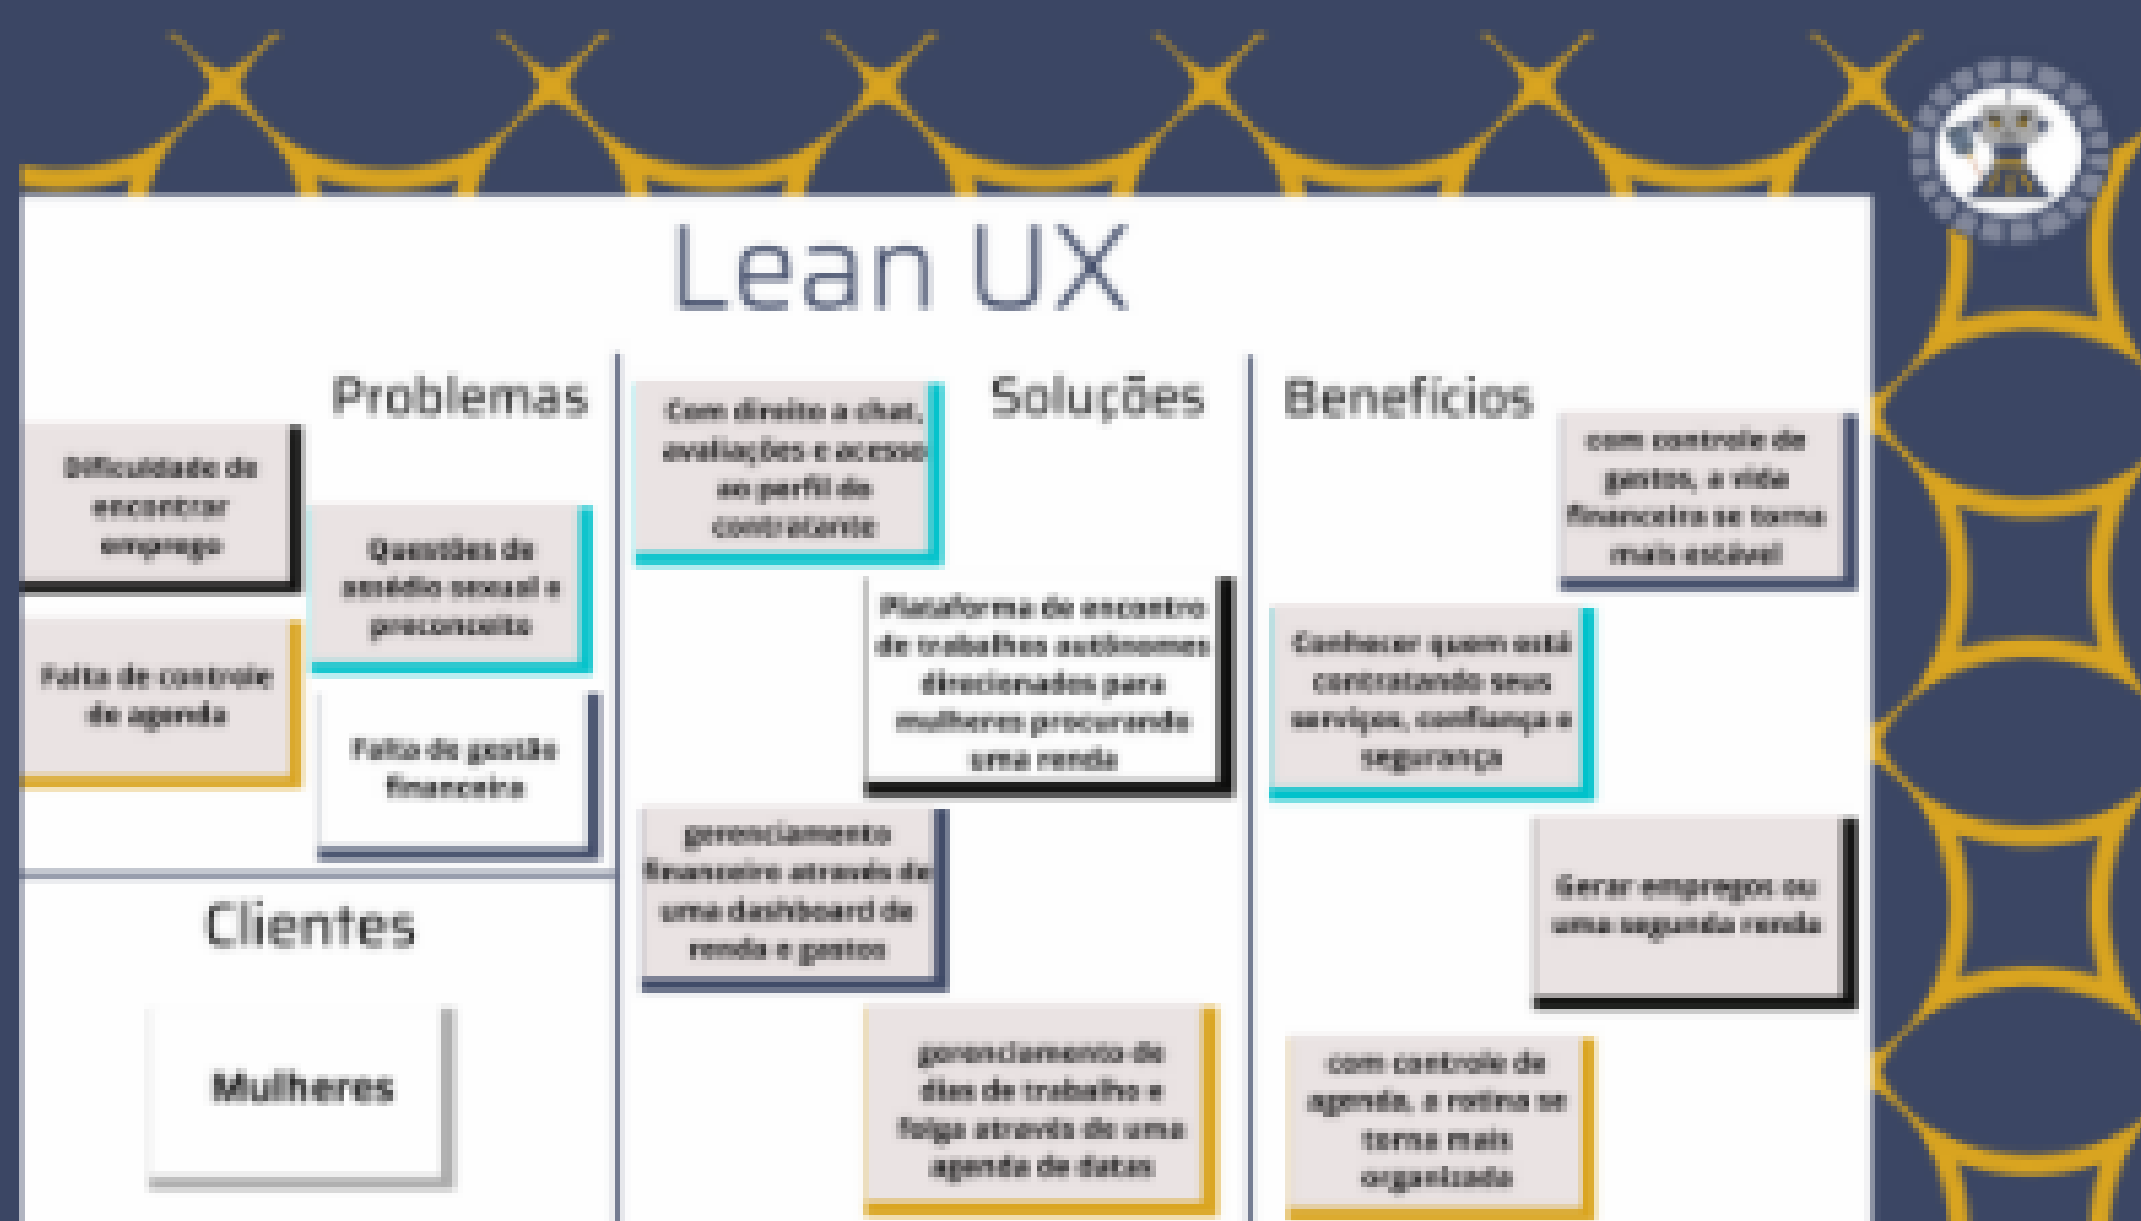 Lean UX
Problemas
Dificuldade de
encontrar
emprego
Questões de
assédio sexual e
preconceito
Falta de controle
de agenda
Falta de gestão
financeira
Clientes
Mulheres
Soluções
Com direito a chat,
avaliações e acesso
ao perfil do
contratante
Plataforma de encontro
de trabalhos autônomes
direcionados para
mulheres procurando
uma renda
gerenciamento
financeiro através de
uma dashboard de
renda e gastos
gerenciamento de
dias de trabalho e
folga através de uma
agenda de datas
Benefícios
com controle de
gastos, a vida
financeira se torna
mais estável
Conhecer quem está
contratando seus
serviços, confiança e
segurança
Gerar empregos ou
uma segunda renda
com controle de
agenda, a rotina se
torna mais
organizada